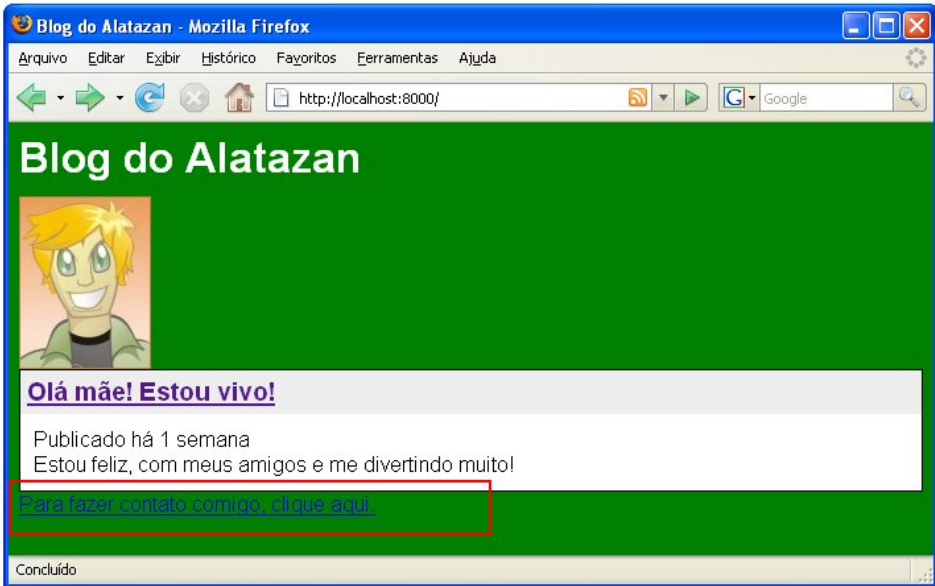 Blog do Alatazan - Mozilla Firefox
Arquivo Editar Exibir Histórico Favoritos Ferramentas Ajuda
http://localhost:8000/ G Google
Blog do Alatazan
Olá mãe! Estou vivo!
Publicado há 1 semana
Estou feliz, com meus amigos e me divertindo muito!
Para fazer contato comigo, clique aqui.
Concluído